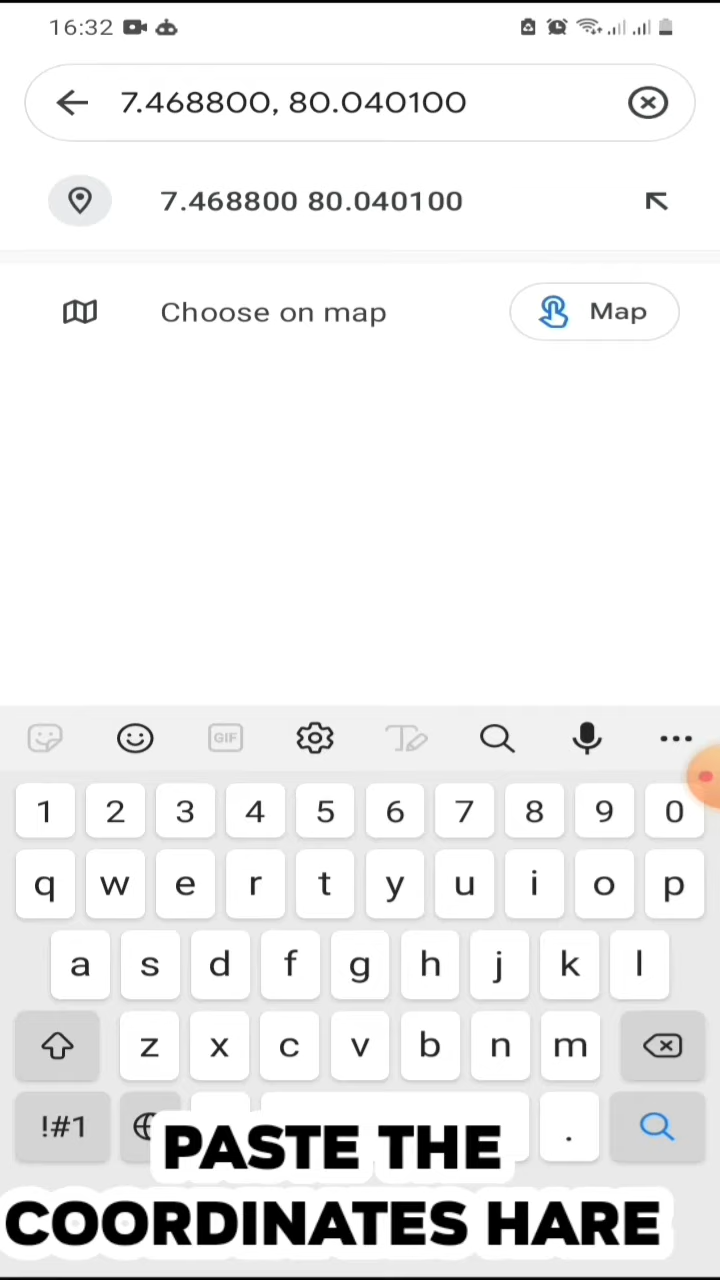 16:32
7.468800, 80.040100
7.468800 80.040100
Choose on map
Map
GIF
T
1 2 3 4 5 6 7 8 9 0
q w e r t y u i o p
a s d f g h j k l
z x c v b n m
!#1 .
PASTE THE
COORDINATES HARE